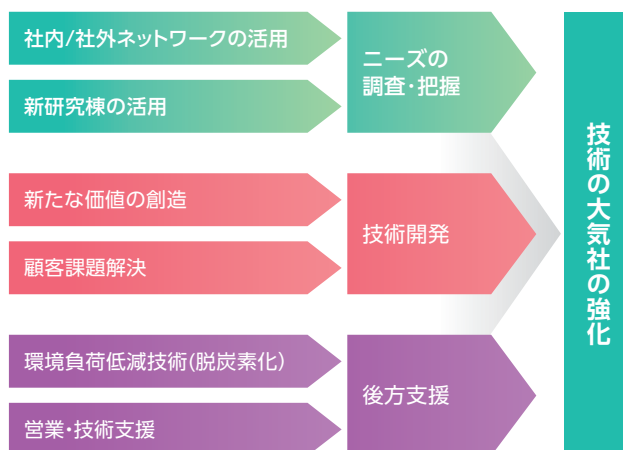 社内/社外ネットワークの活用
新研究棟の活用
ニーズの
調査・把握
新たな価値の創造
顧客課題解決
技術開発
環境負荷低減技術(脱炭素化)
営業・技術支援
後方支援
技術の大気社の強化